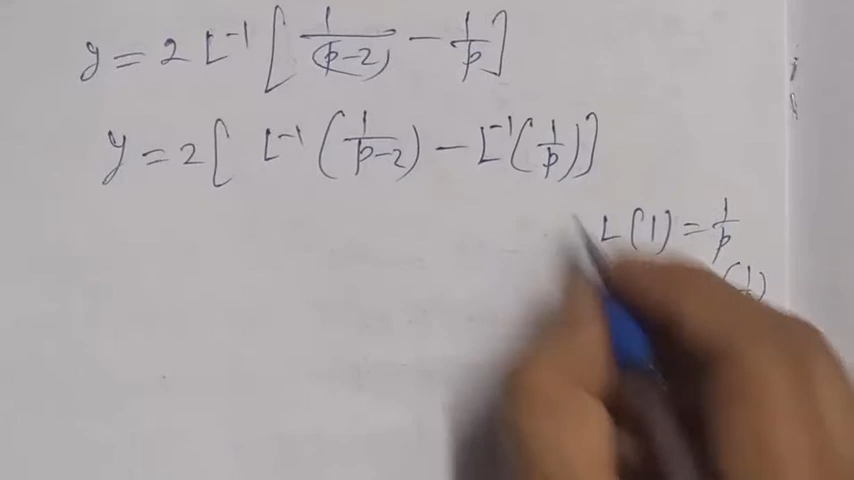 y = 2 L⁻¹ [ 1/(p-2) - 1/p ]
y = 2 [ L⁻¹ ( 1/p-2 ) - L⁻¹ ( 1/p ) ]
L(1) = 1/p